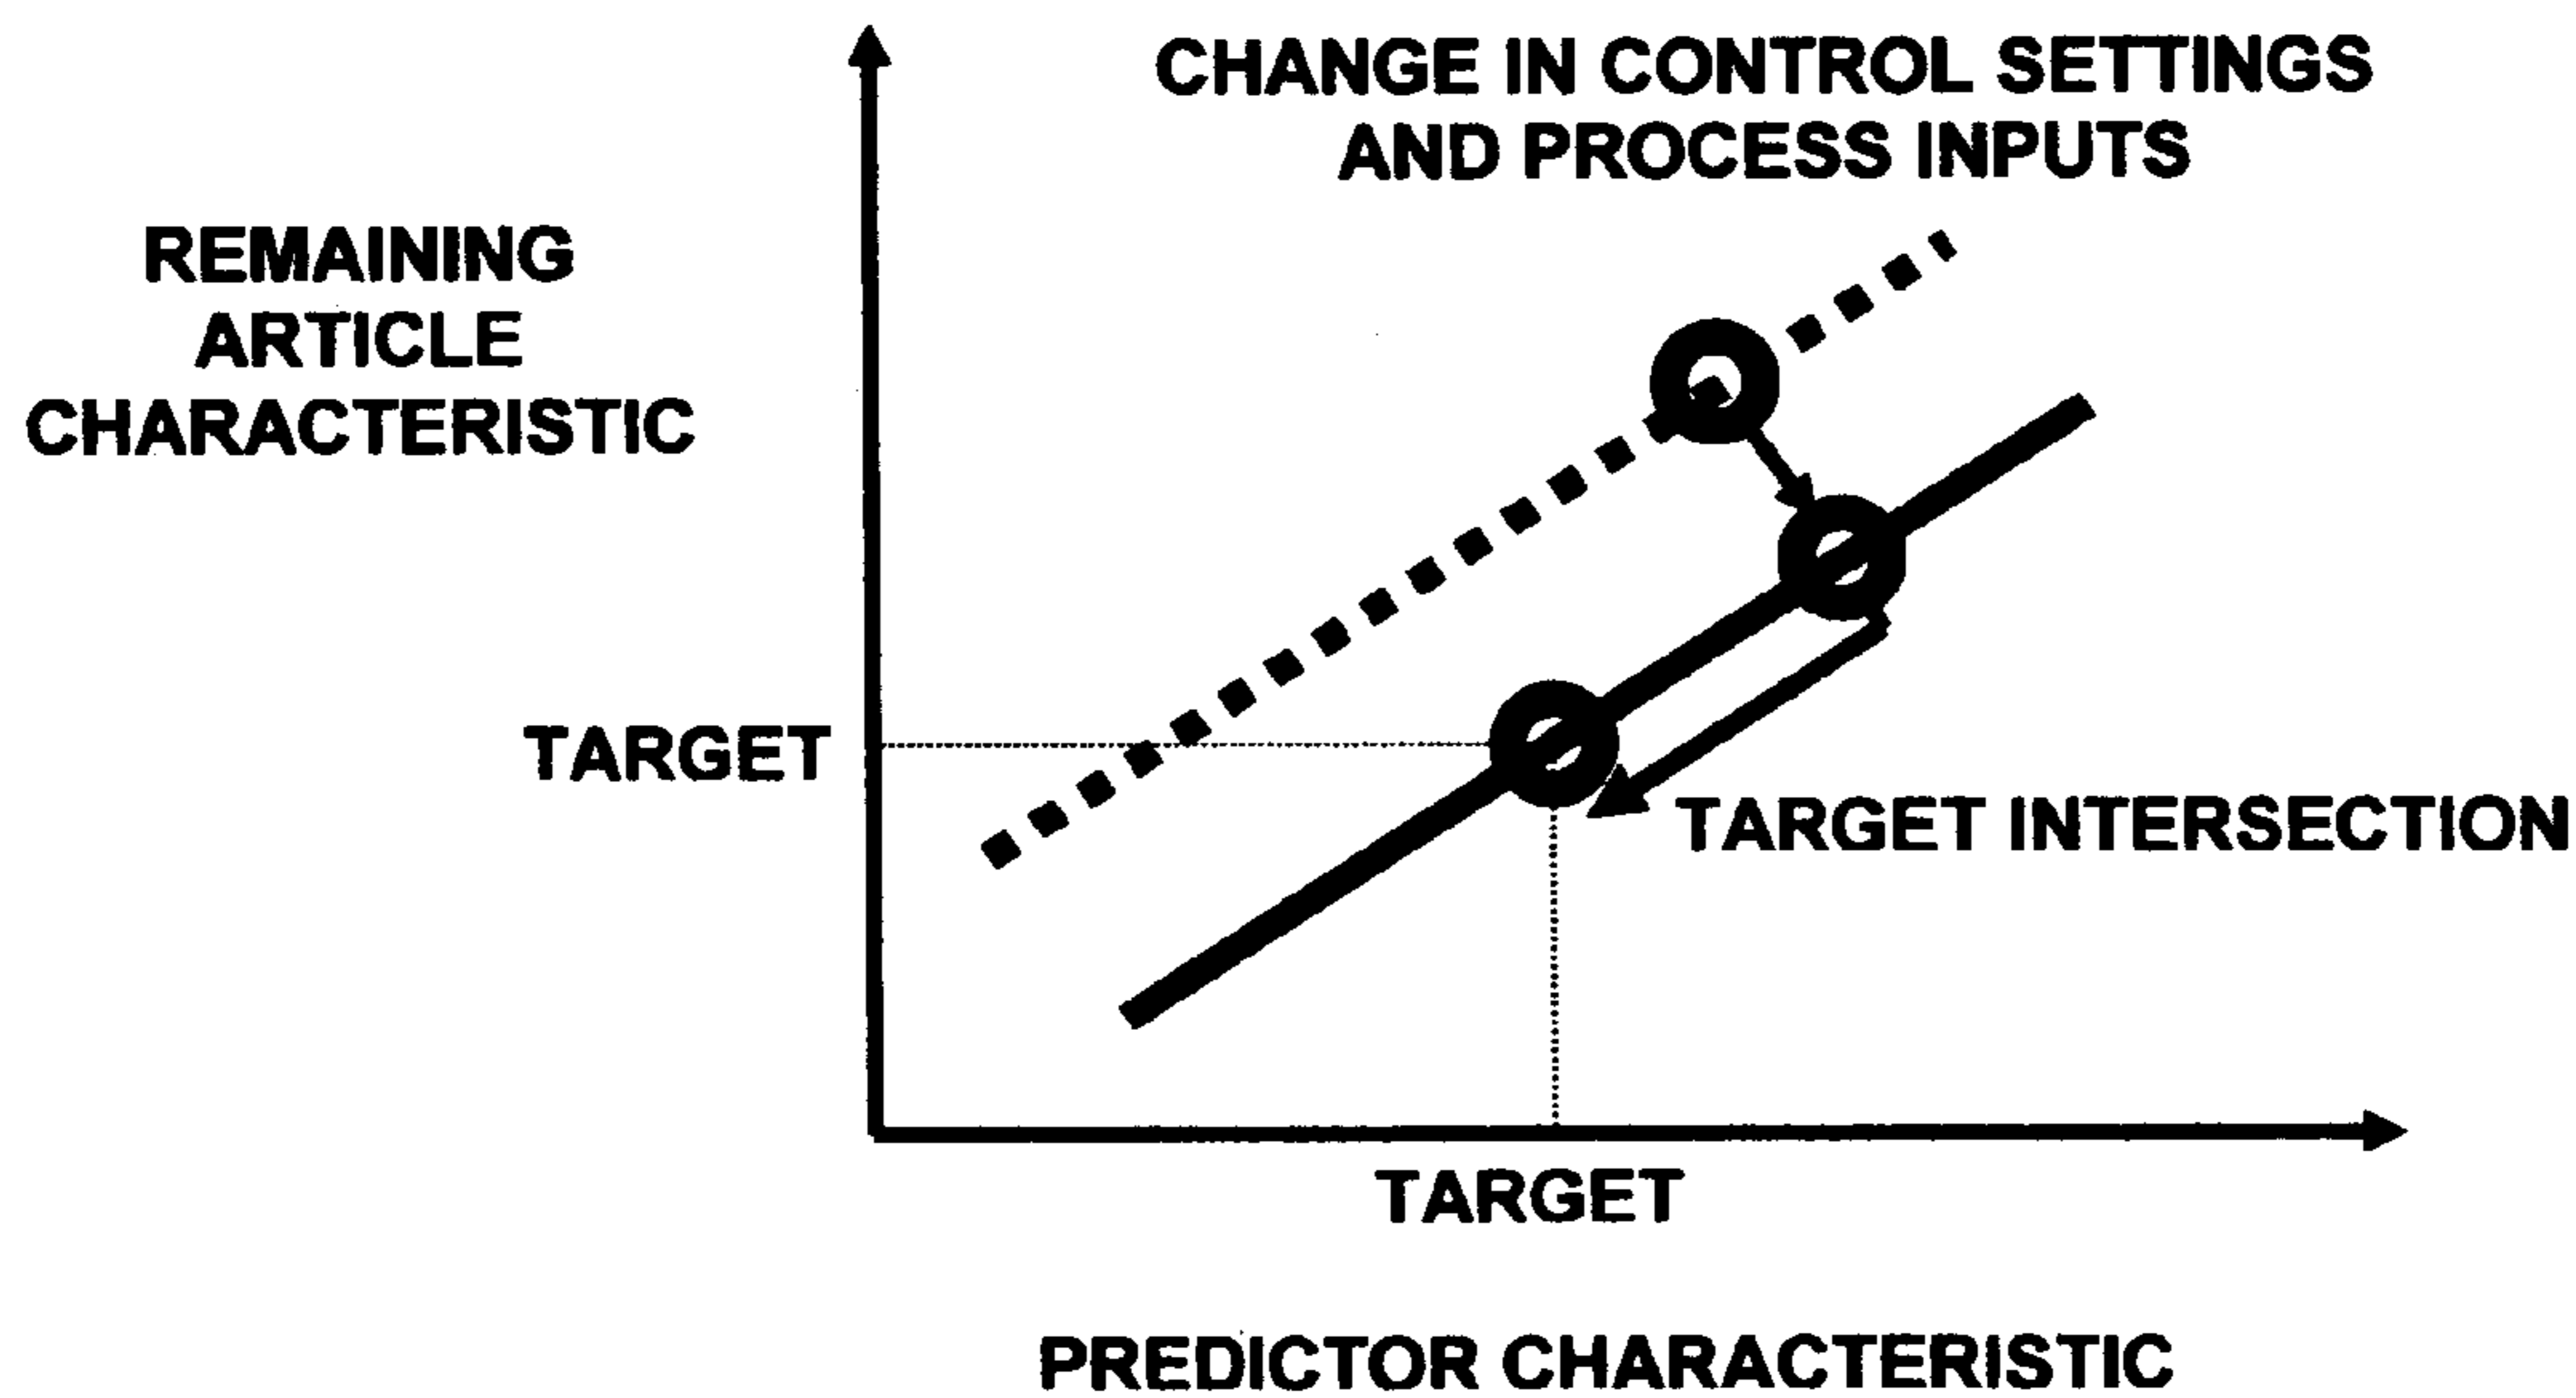 CHANGE IN CONTROL SETTINGS
AND PROCESS INPUTS
REMAINING
ARTICLE
CHARACTERISTIC
TARGET
TARGET INTERSECTION
TARGET
PREDICTOR CHARACTERISTIC